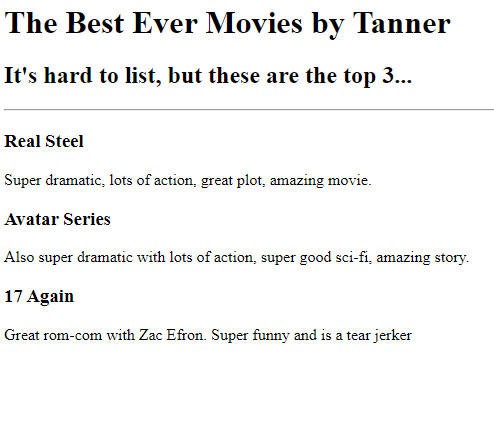 The Best Ever Movies by Tanner
It's hard to list, but these are the top 3...
Real Steel
Super dramatic, lots of action, great plot, amazing movie.
Avatar Series
Also super dramatic with lots of action, super good sci-fi, amazing story.
17 Again
Great rom-com with Zac Efron. Super funny and is a tear jerker